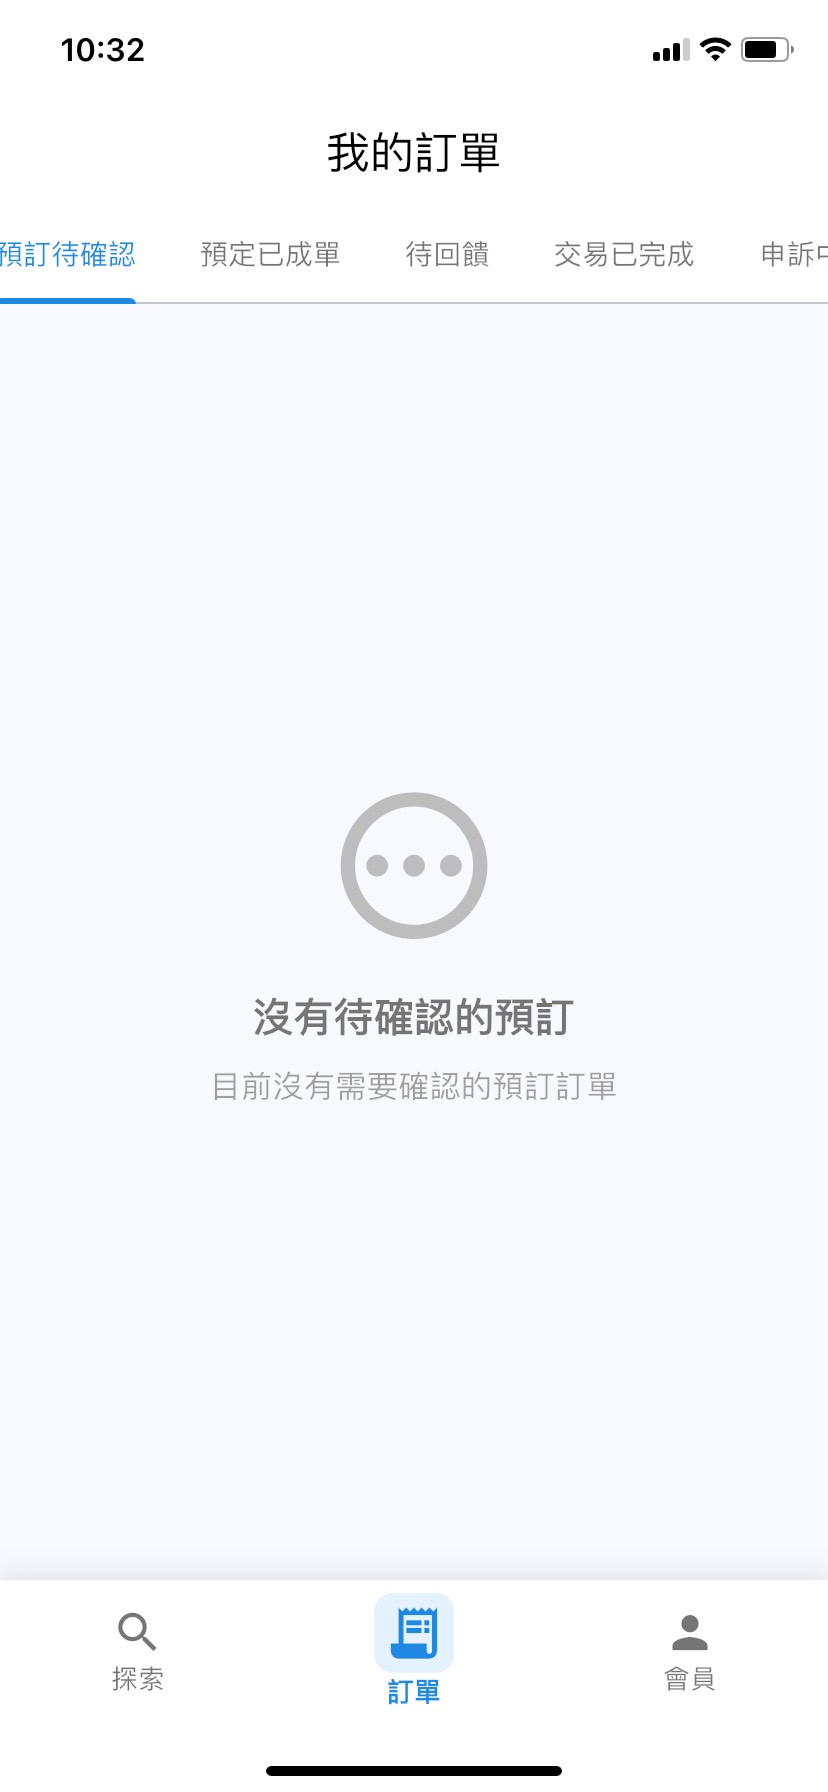 10:32
我的訂單
預訂待確認 預定已成單 待回饋 交易已完成 申訴中
沒有待確認的預訂
目前沒有需要確認的預訂訂單
探索 訂單 會員